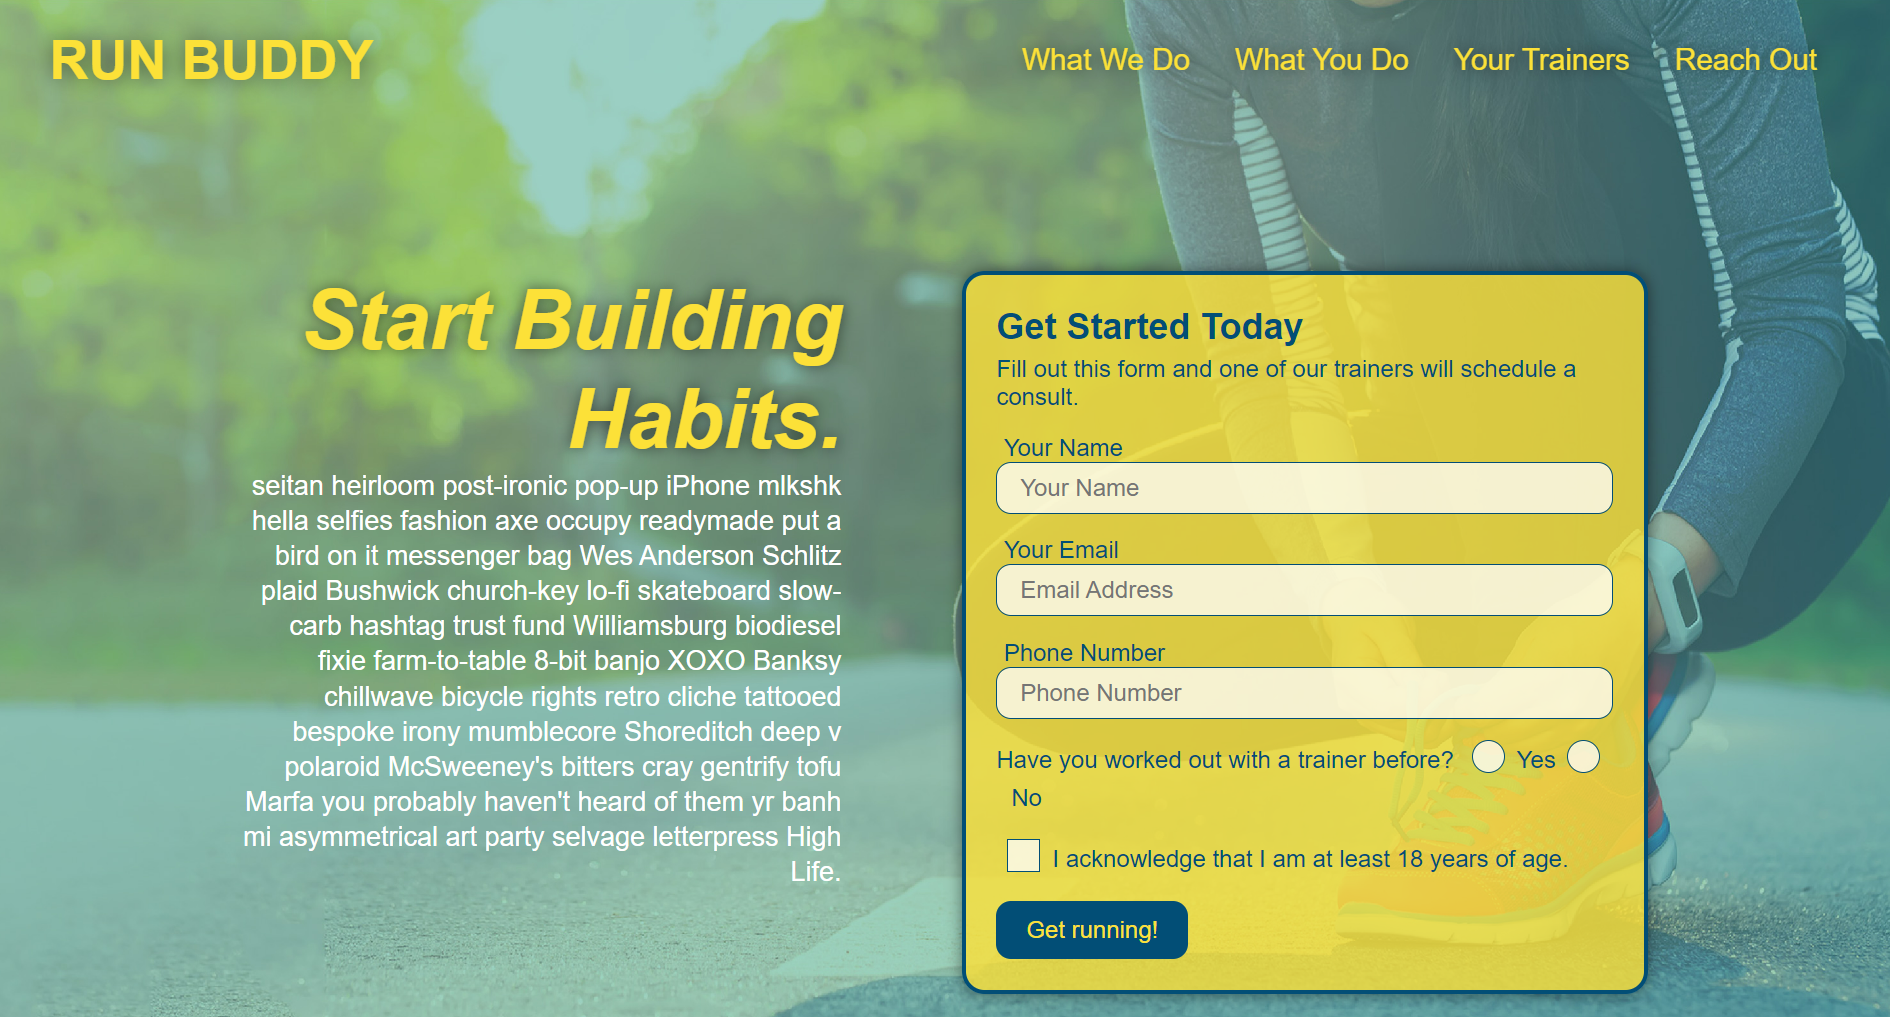 RUN BUDDY
What We Do What You Do Your Trainers Reach Out
Start Building
Habits.
seitan heirloom post-ironic pop-up iPhone mlkshk
hella selfies fashion axe occupy readymade put a
bird on it messenger bag Wes Anderson Schlitz
plaid Bushwick church-key lo-fi skateboard slow-
carb hashtag trust fund Williamsburg biodiesel
fixie farm-to-table 8-bit banjo XOXO Banksy
chillwave bicycle rights retro cliche tattooed
bespoke irony mumblecore Shoreditch deep v
polaroid McSweeney's bitters cray gentrify tofu
Marfa you probably haven't heard of them yr banh
mi asymmetrical art party selvage letterpress High
Life.
Get Started Today
Fill out this form and one of our trainers will schedule a
consult.
Your Name
Your Name
Your Email
Email Address
Phone Number
Phone Number
Have you worked out with a trainer before? Yes
No
I acknowledge that I am at least 18 years of age.
Get running!